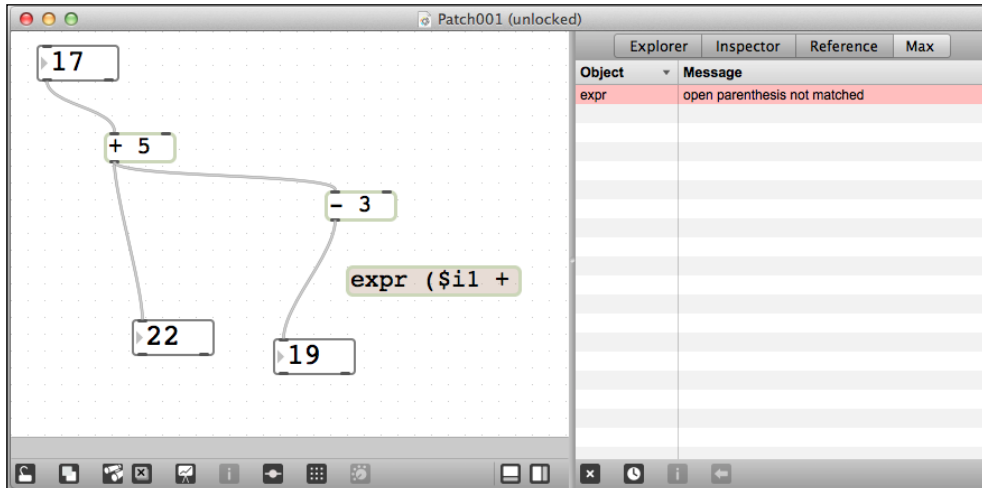 Patch001 (unlocked)
17
+ 5
- 3
expr ($i1 +
22
19
Explorer Inspector Reference Max
Object Message
expr open parenthesis not matched